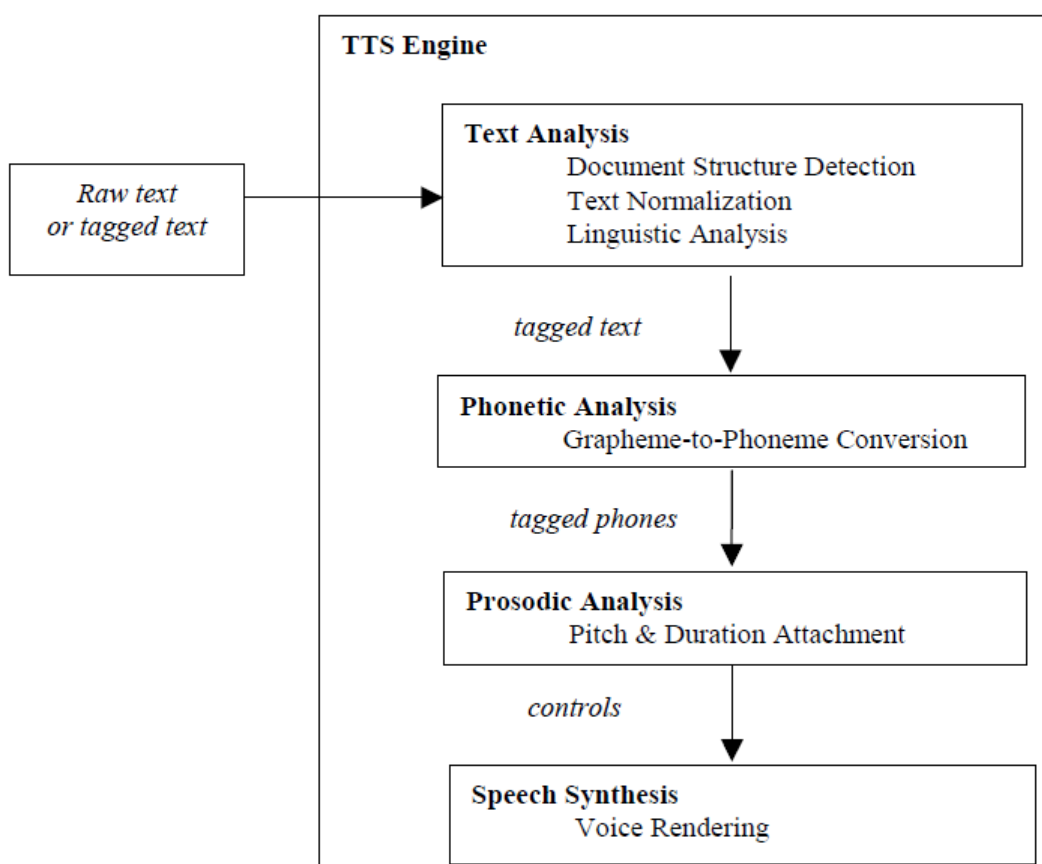 TTS Engine
Text Analysis
Document Structure Detection
Text Normalization
Linguistic Analysis
Raw text
or tagged text
tagged text
Phonetic Analysis
Grapheme-to-Phoneme Conversion
tagged phones
Prosodic Analysis
Pitch & Duration Attachment
controls
Speech Synthesis
Voice Rendering